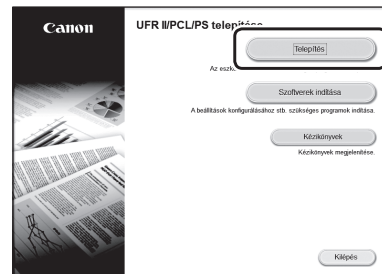 Canon
UFR II/PCL/PS telepítése
Telepítés
Az eszk
Szoftverek indítása
A beállítások konfigurálásához stb. szükséges programok indítása.
Kézikönyvek
Kézikönyvek megjelenítése.
Kilépés